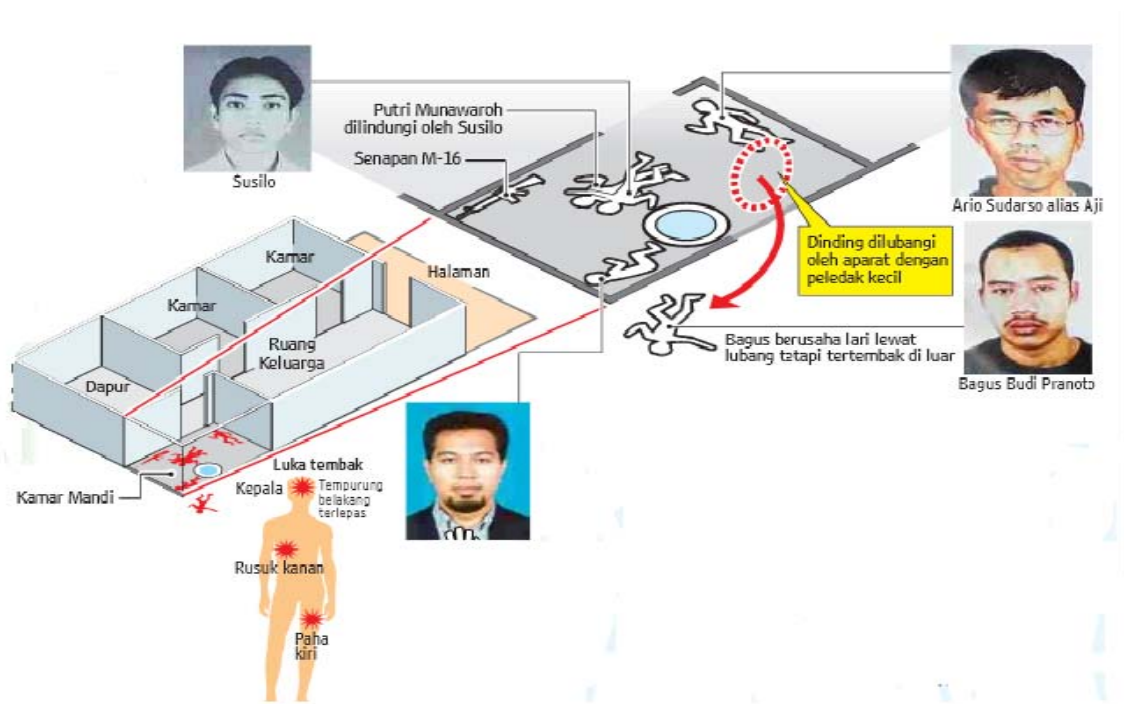 Susilo
Putri Munawaroh
dilindungi oleh Susilo
Senapan M-16
Ario Sudarso alias Aji
Dinding dilubangi
oleh aparat dengan
peledak kecil
Bagus berusaha lari lewat
lubang tetapi tertembak di luar
Bagus Budi Pranoto
Kamar
Halaman
Kamar
Ruang
Keluarga
Dapur
Kamar Mandi
Luka tembak
Kepala
Tempurung
belakang
terlepas
Rusuk kanan
Paha
kiri